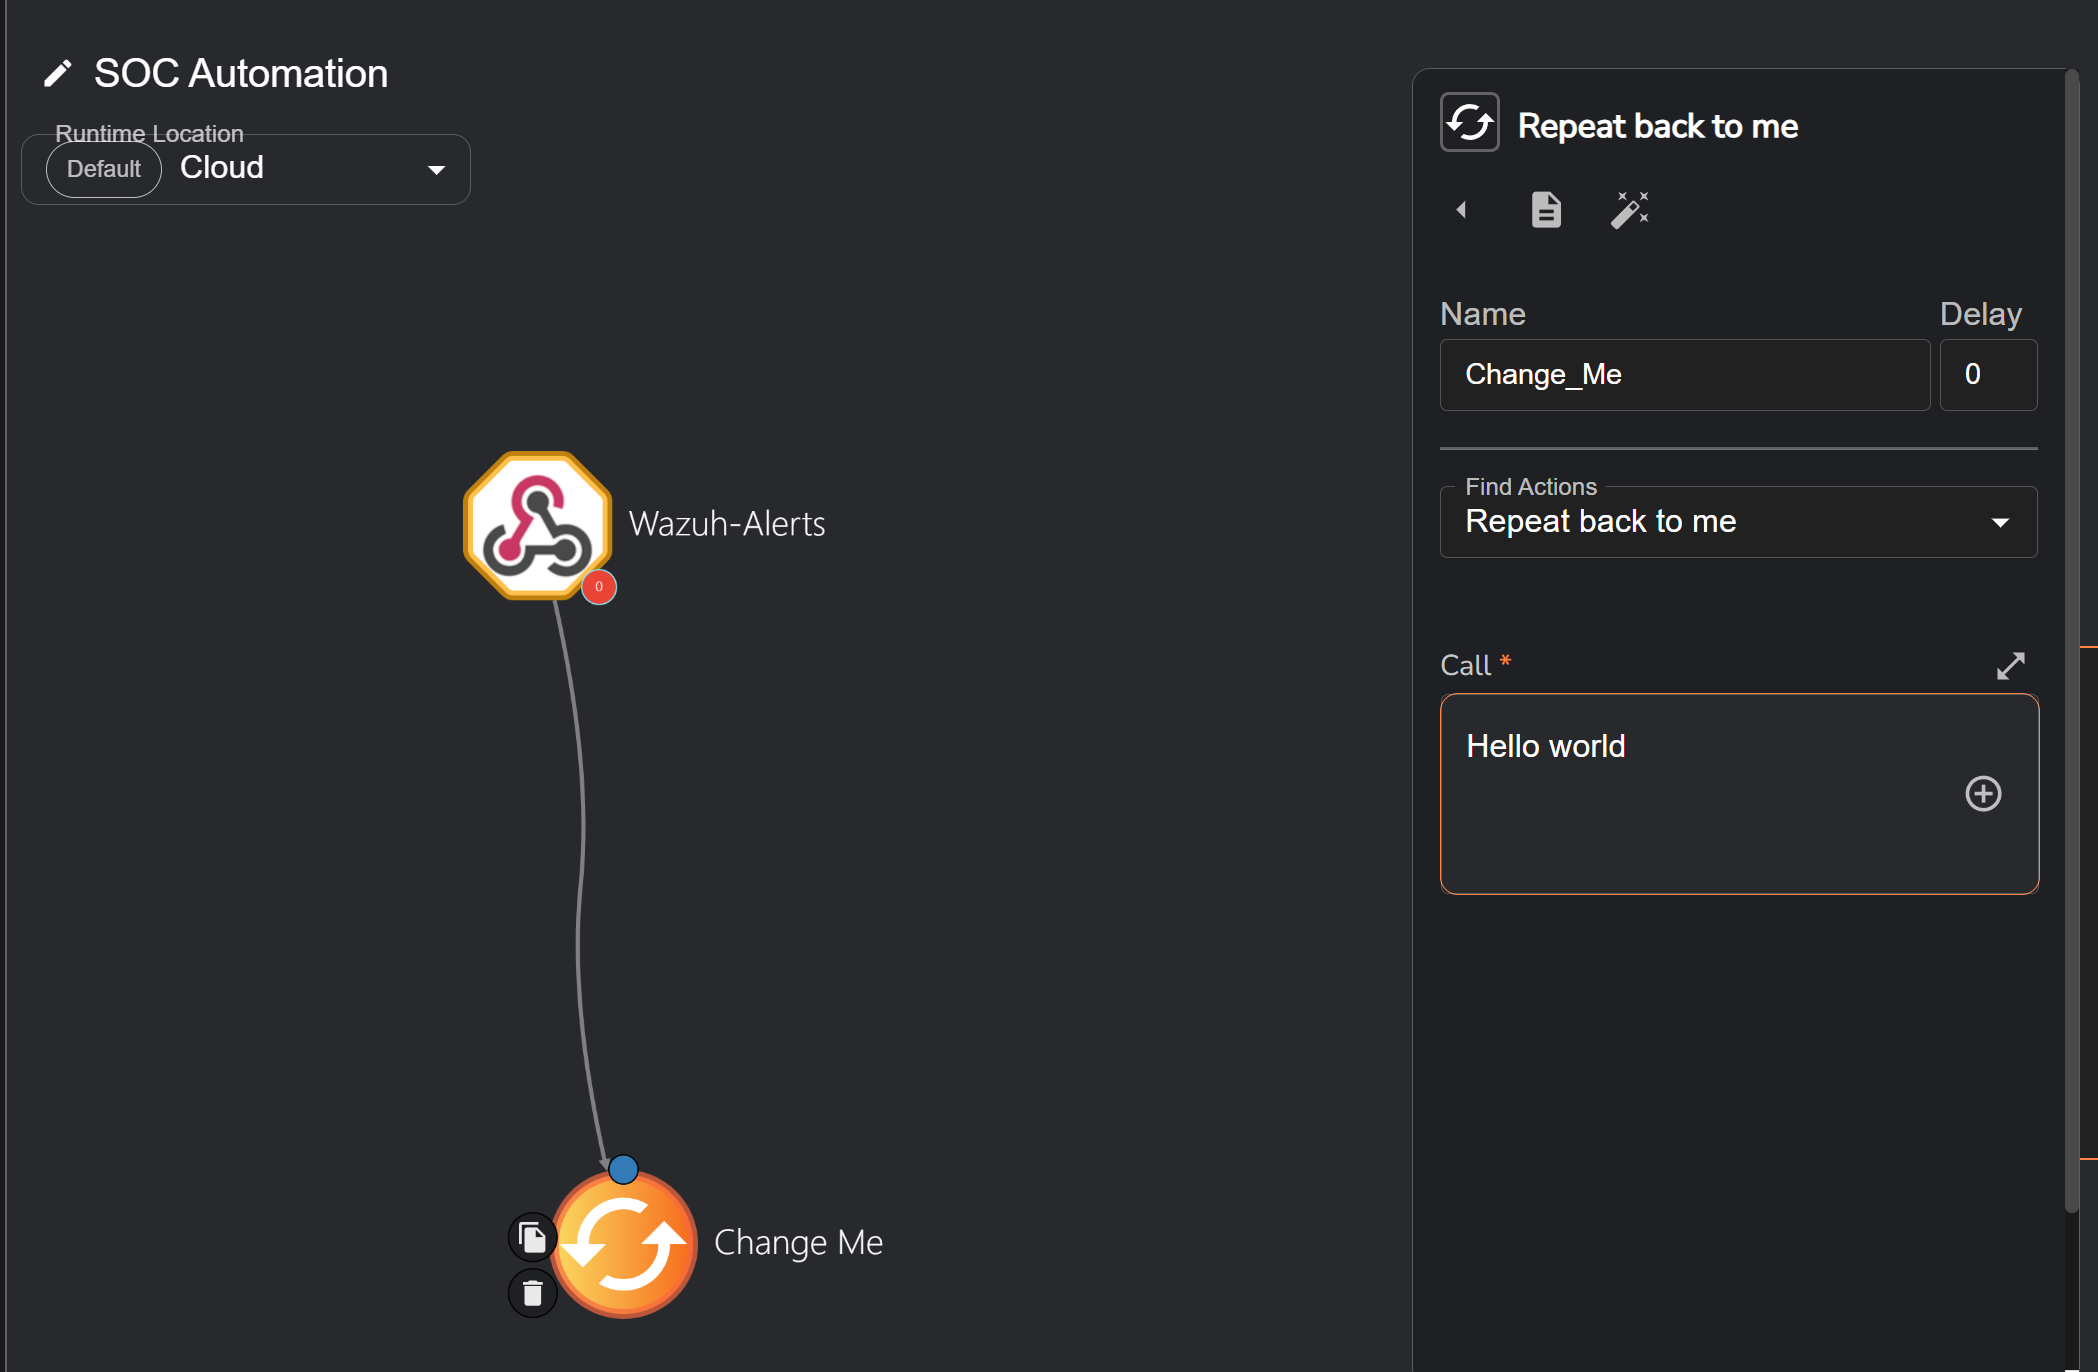 SOC Automation
Runtime Location
Default Cloud
Wazuh-Alerts
0
Change Me
Repeat back to me
Name Delay
Change_Me 0
Find Actions
Repeat back to me
Call *
Hello world